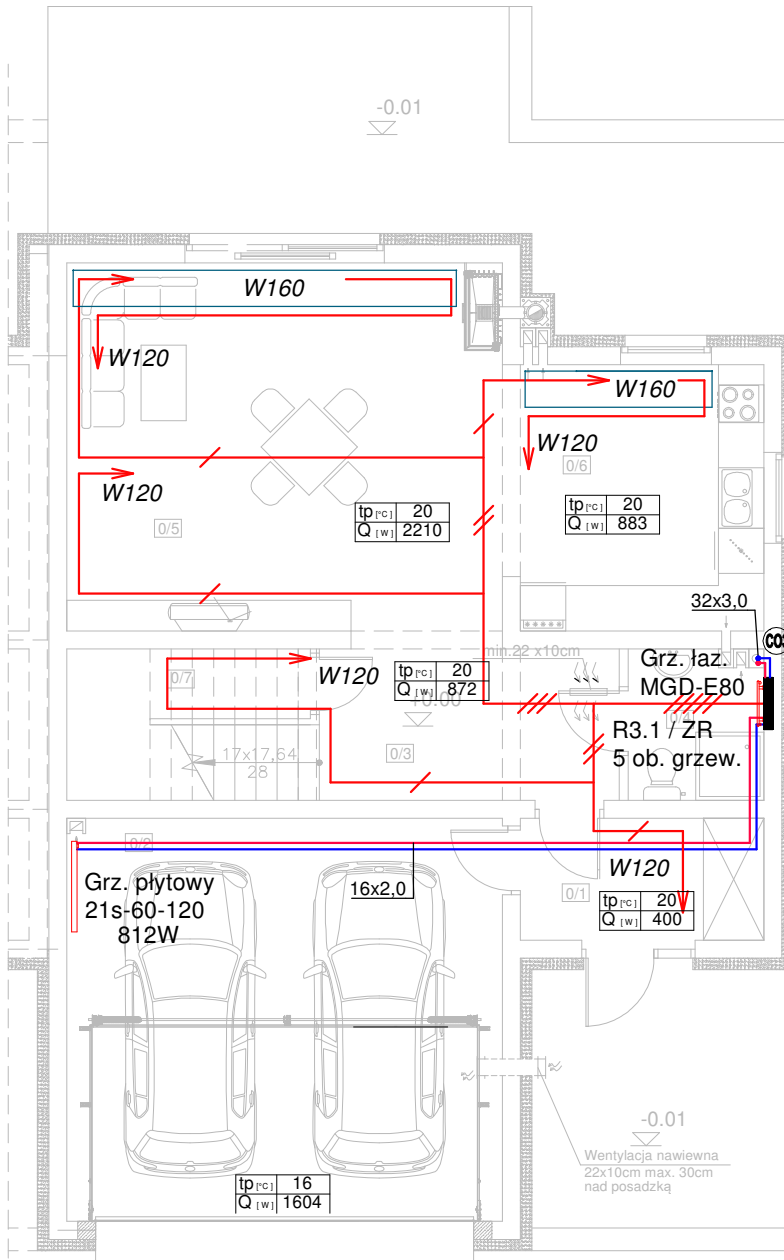 -0.01
W160
W120
W160
W120
0/6
W120
tp [°C] 20
Q [W] 2210
tp [°C] 20
Q [W] 883
0/5
32x3,0
min.22 x10cm
Grz. łaz.
MGD-E80
0/7
W120
tp [°C] 20
Q [W] 872
±0.00
0/4
R3.1 / ZR
5 ob. grzew.
17x17,64
28
0/3
0/2
W120
Grz. płytowy
21s-60-120
812W
16x2,0
0/1
tp [°C] 20
Q [W] 400
-0.01
Wentylacja nawiewna
22x10cm max. 30cm
nad posadzką
tp [°C] 16
Q [W] 1604